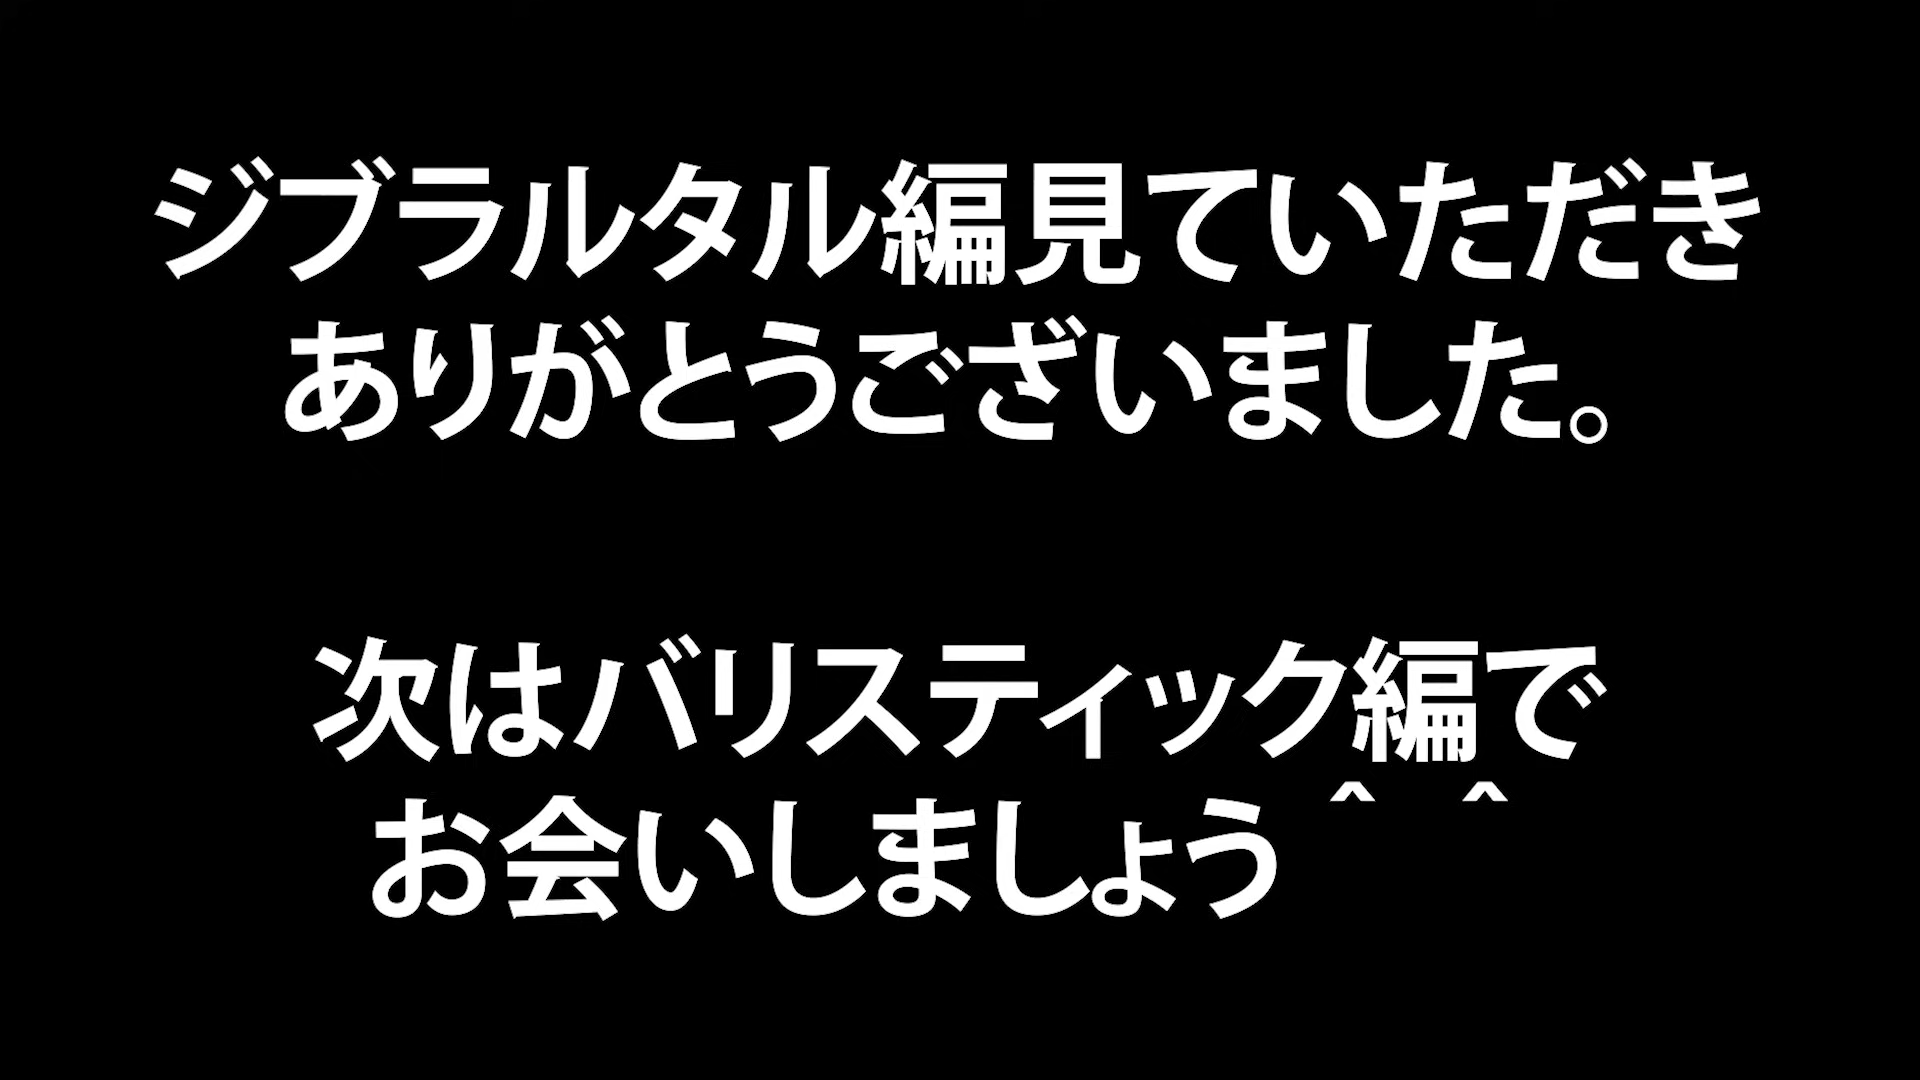 ジブラルタル編見ていただき
ありがとうございました。
次はバリスティック編で
お会いしましょう ^ ^